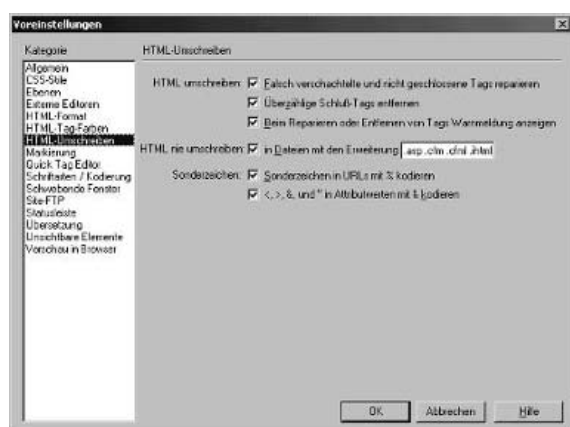 Voreinstellungen
Kategorie
HTML-Umschreiben
Allgemein
CSS-Stile
Ebenen
Externe Editoren
HTML-Format
HTML-Tag-Farben
HTML-Umschreiben
Markierung
Quick Tag Editor
Schriftarten / Kodierung
Schwebende Fenster
Site-FTP
Statusleiste
Übersetzung
Unsichtbare Elemente
Vorschau in Browser
HTML umschreiben: Falsch verschachtelte und nicht geschlossene Tags reparieren
Überzählige Schluß-Tags entfernen
Beim Reparieren oder Entfernen von Tags Warnmeldung anzeigen
HTML nie umschreiben: in Dateien mit den Erweiterung .asp .cfm .cfml .ihtml
Sonderzeichen: Sonderzeichen in URLs mit % kodieren
<, >, &, und " in Attributwerten mit & kodieren
OK Abbrechen Hilfe